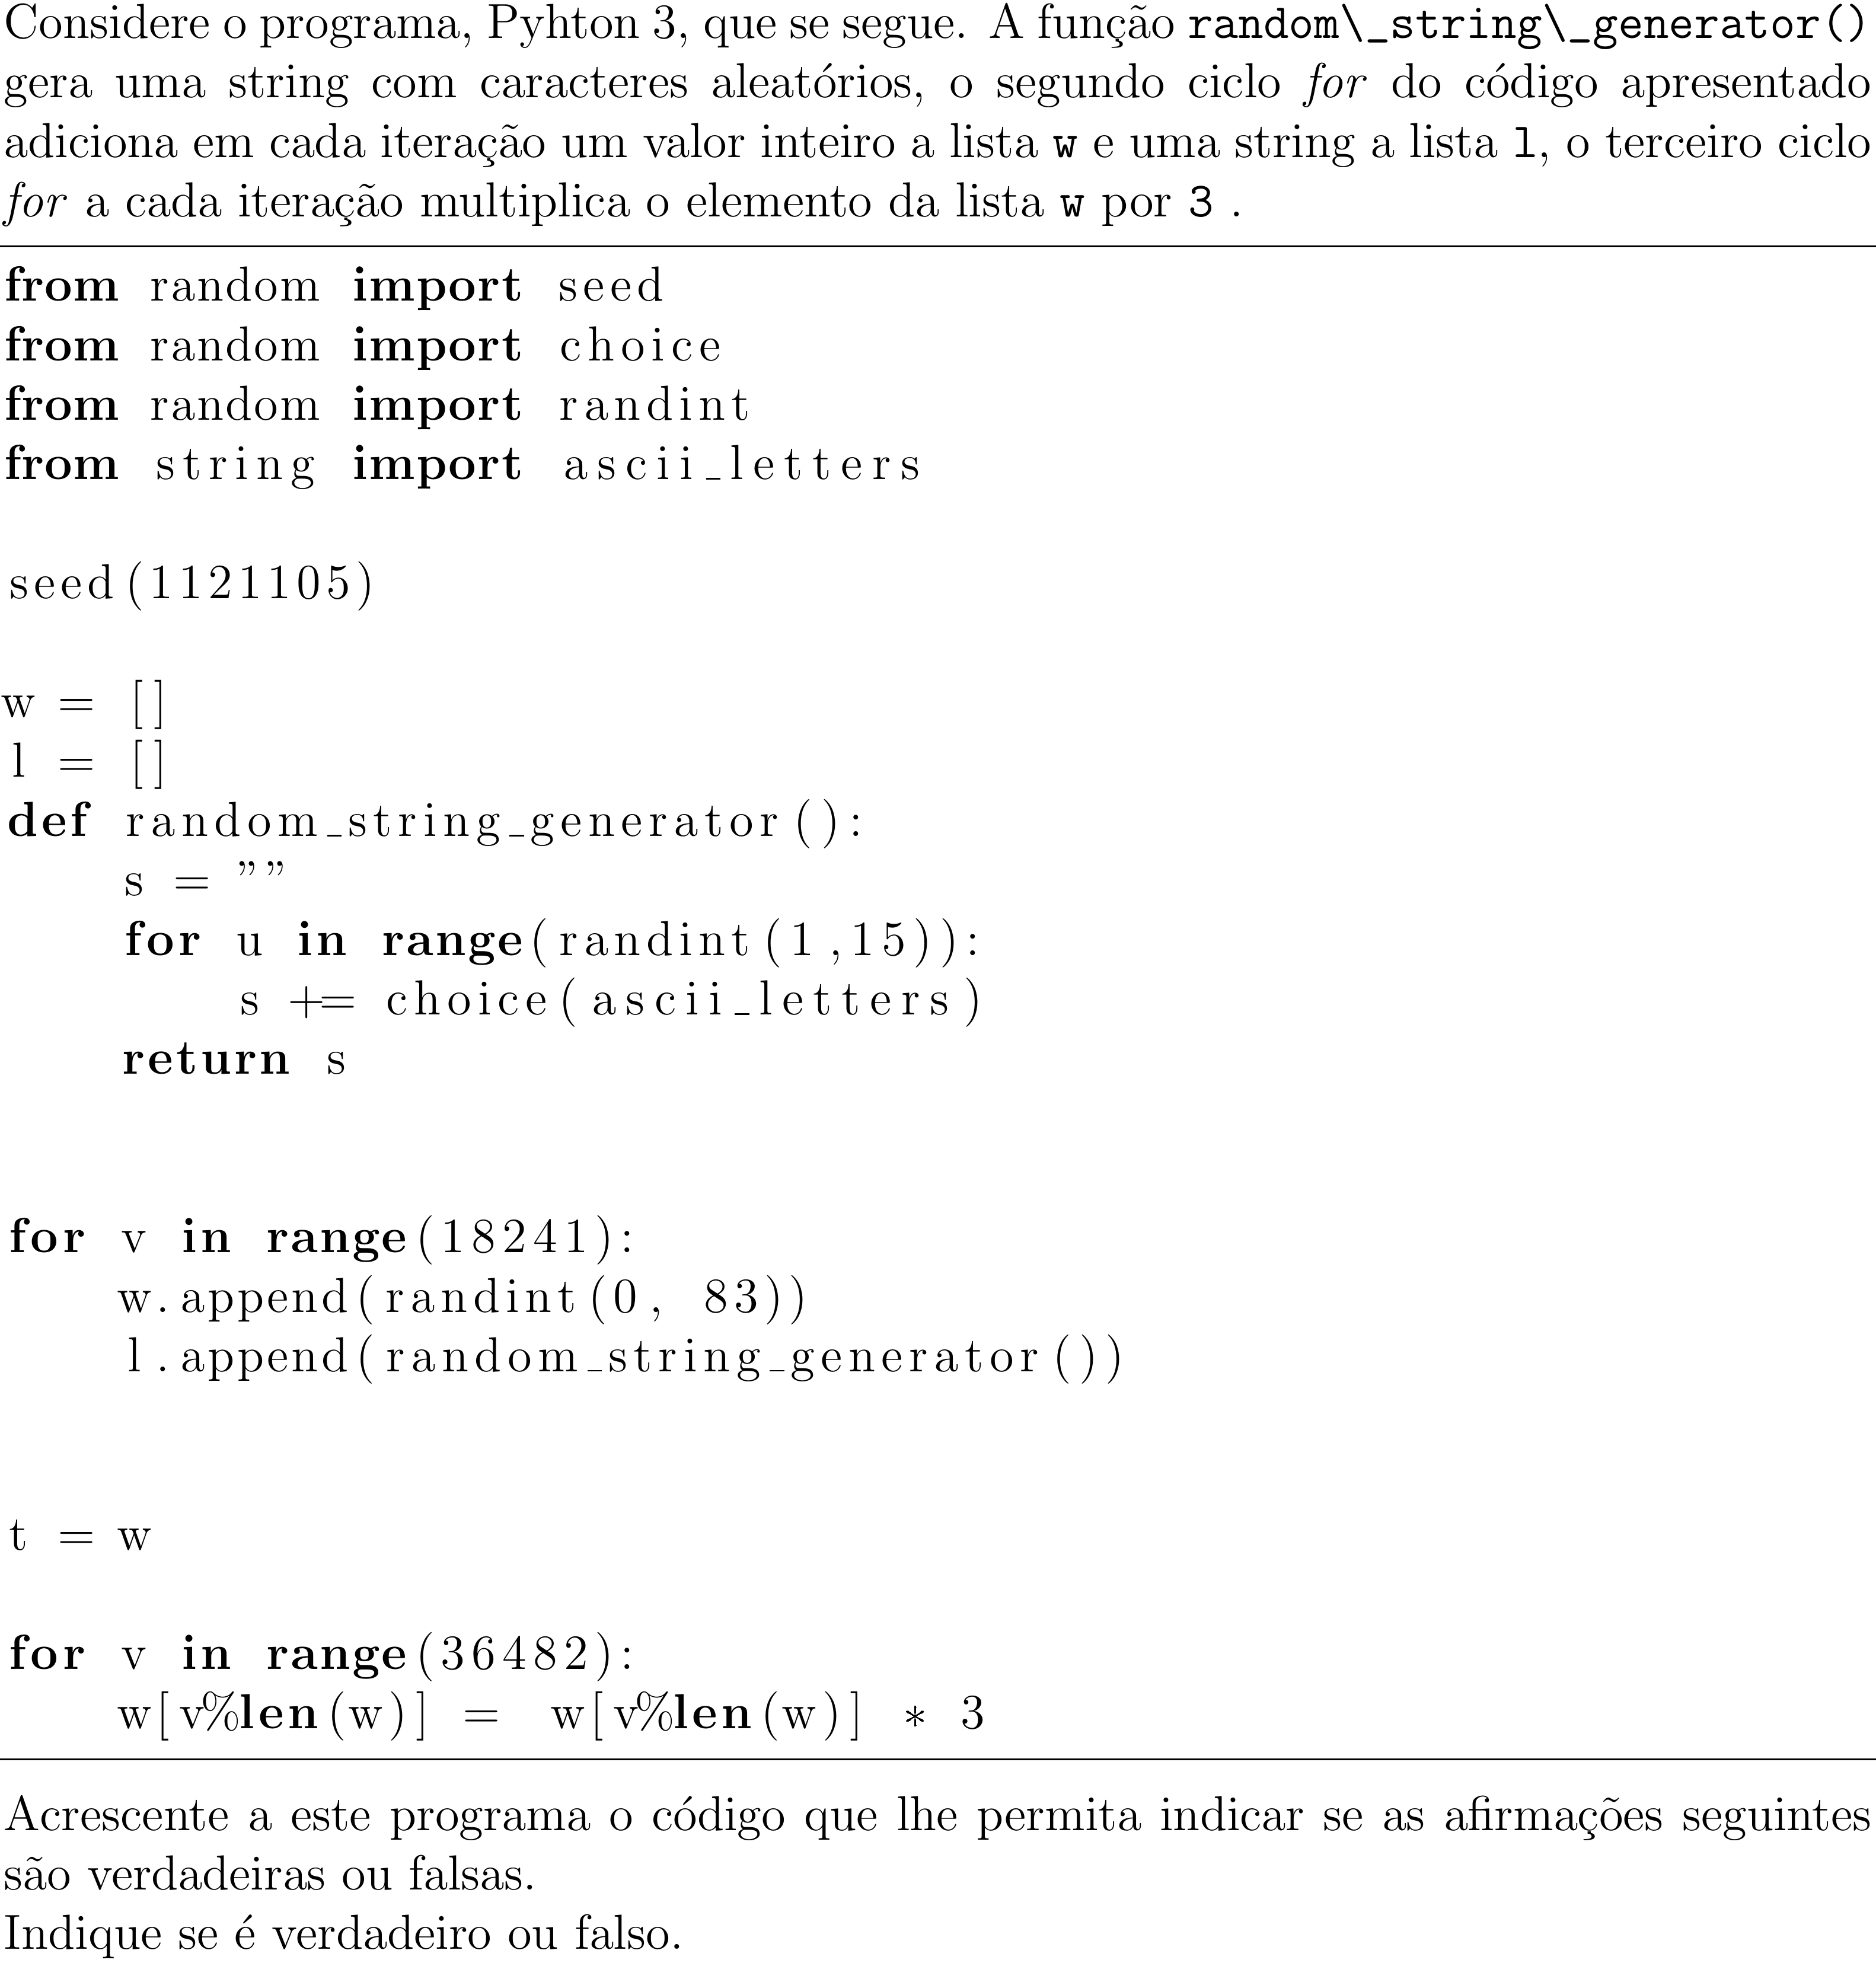 Considere o programa, Pyhton 3, que se segue. A função random\_string\_generator()
gera uma string com caracteres aleatórios, o segundo ciclo for do código apresentado
adiciona em cada iteração um valor inteiro a lista w e uma string a lista l, o terceiro ciclo
for a cada iteração multiplica o elemento da lista w por 3 .
from random import seed
from random import choice
from random import randint
from string import ascii_letters
seed(1121105)
w = []
l = []
def random_string_generator():
    s = ””
    for u in range(randint(1,15)):
        s += choice(ascii_letters)
    return s
for v in range(18241):
    w.append(randint(0, 83))
    l.append(random_string_generator())
t = w
for v in range(36482):
    w[v%len(w)] = w[v%len(w)] * 3
Acrescente a este programa o código que lhe permita indicar se as afirmações seguintes
são verdadeiras ou falsas.
Indique se é verdadeiro ou falso.